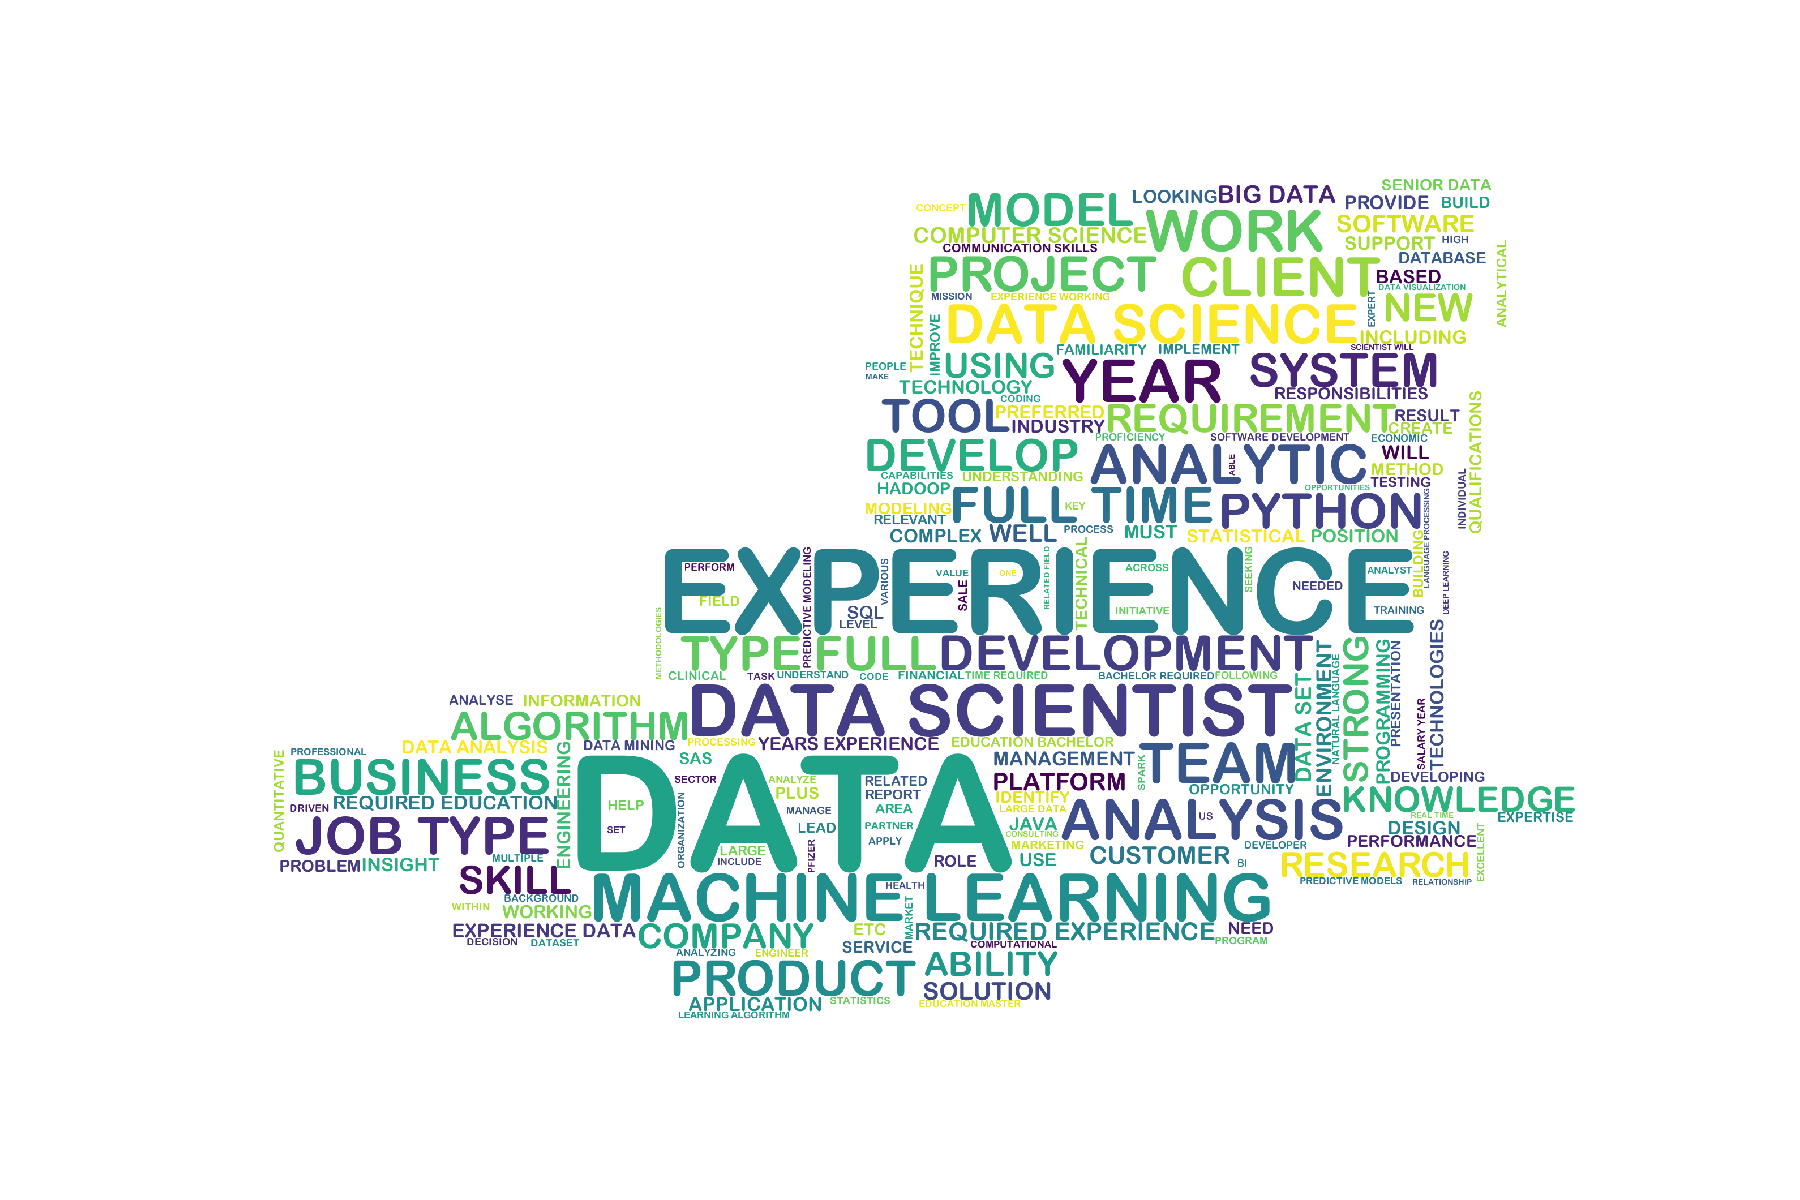 SENIOR DATA
LOOKING
BIG DATA
CONCEPT
MODEL
PROVIDE
BUILD
WORK
SOFTWARE
COMPUTER SCIENCE
SUPPORT
HIGH
COMMUNICATION SKILLS
ANALYTICAL
DATABASE
PROJECT
CLIENT
BASED
TECHNIQUE
DATA VISUALIZATION
MISSION
EXPERIENCE WORKING
EXPERT
NEW
DATA SCIENCE
IMPROVE
INCLUDING
FAMILIARITY
IMPLEMENT
SCIENTIST WILL
PEOPLE
USING
MAKE
YEAR
SYSTEM
TECHNOLOGY
RESPONSIBILITIES
CODING
TOOL
PREFERRED
REQUIREMENT
RESULT
INDUSTRY
CREATE
QUALIFICATIONS
PROFICIENCY
SOFTWARE DEVELOPMENT
ECONOMIC
DEVELOP
ANALYTIC
ABLE
WILL
METHOD
CAPABILITIES
UNDERSTANDING
TESTING
HADOOP
OPPORTUNITIES
INDIVIDUAL
FULL TIME
KEY
PYTHON
MODELING
RELEVANT
LANGUAGE PROCESSING
COMPLEX
WELL
PROCESS
MUST
STATISTICAL
POSITION
EXPERIENCE
PERFORM
PREDICTIVE MODELING
VARIOUS
VALUE
ONE
RELATED FIELD
TECHNICAL
ACROSS
SEEKING
ANALYST
BUILDING
DEEP LEARNING
SALE
NEEDED
FIELD
SQL
INITIATIVE
TRAINING
LEVEL
METHODOLOGIES
TYPE
FULL
DEVELOPMENT
ENVIRONMENT
NATURAL LANGUAGE
STRONG
PROGRAMMING
PRESENTATION
TECHNOLOGIES
CLINICAL
TASK
UNDERSTAND
CODE
FINANCIAL
TIME REQUIRED
BACHELOR REQUIRED
FOLLOWING
DATA SCIENTIST
DATA SET
ANALYSE
INFORMATION
SALARY YEAR
ALGORITHM
PROFESSIONAL
DATA ANALYSIS
ENGINEERING
DATA MINING
PROCESSING
YEARS EXPERIENCE
EDUCATION BACHELOR
QUANTITATIVE
SAS
MANAGEMENT
TEAM
BUSINESS
DATA
SECTOR
ANALYZE
RELATED
PLATFORM
SPARK
DEVELOPING
PLUS
REPORT
IDENTIFY
OPPORTUNITY
KNOWLEDGE
DRIVEN
REQUIRED EDUCATION
HELP
ORGANIZATION
MANAGE
AREA
LARGE DATA
REAL TIME
EXPERTISE
JOB TYPE
SET
LEAD
PARTNER
JAVA
ANALYSIS
US
DESIGN
CONSULTING
PERFORMANCE
APPLY
MARKETING
DEVELOPER
EXCELLENT
PROBLEM
INSIGHT
MULTIPLE
LARGE
INCLUDE
PFIZER
ROLE
USE
CUSTOMER
BI
RESEARCH
SKILL
HEALTH
PREDICTIVE MODELS
RELATIONSHIP
BACKGROUND
MACHINE LEARNING
WITHIN
WORKING
MARKET
EXPERIENCE DATA
COMPANY
ETC
REQUIRED EXPERIENCE
NEED
DECISION
DATASET
SERVICE
COMPUTATIONAL
PROGRAM
ANALYZING
ENGINEER
ABILITY
PRODUCT
SOLUTION
APPLICATION
STATISTICS
EDUCATION MASTER
LEARNING ALGORITHM